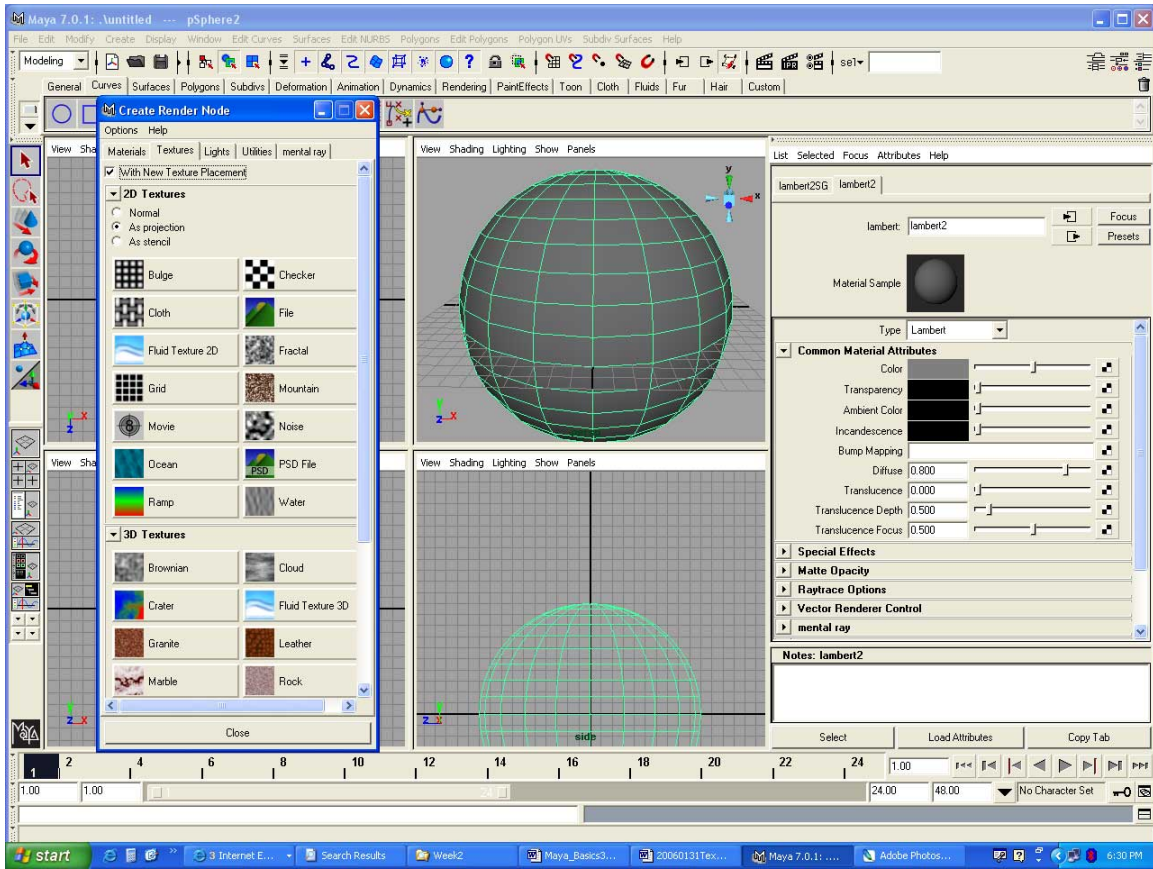 Maya 7.0.1: .\untitled --- pSphere2
File Edit Modify Create Display Window Edit Curves Surfaces Edit NURBS Polygons Edit Polygons Polygon UVs Subdiv Surfaces Help
Modeling
sel▾
General Curves Surfaces Polygons Subdivs Deformation Animation Dynamics Rendering PaintEffects Toon Cloth Fluids Fur Hair Custom
Create Render Node
Options Help
Materials Textures Lights Utilities mental ray
With New Texture Placement
2D Textures
Normal
As projection
As stencil
Bulge Checker
Cloth File
Fluid Texture 2D Fractal
Grid Mountain
Movie Noise
Ocean PSD PSD File
Ramp Water
3D Textures
Brownian Cloud
Crater Fluid Texture 3D
Granite Leather
Marble Rock
Close
View Sha
z x
View Sha
z x
View Shading Lighting Show Panels
y
x
z
z x
View Shading Lighting Show Panels
z x
side
List Selected Focus Attributes Help
lambert2SG lambert2
lambert: lambert2
Focus
Presets
Material Sample
Type Lambert
Common Material Attributes
Color
Transparency
Ambient Color
Incandescence
Bump Mapping
Diffuse 0.800
Translucence 0.000
Translucence Depth 0.500
Translucence Focus 0.500
Special Effects
Matte Opacity
Raytrace Options
Vector Renderer Control
mental ray
Notes: lambert2
Select Load Attributes Copy Tab
MAYA
1 2 4 6 8 10 12 14 16 18 20 22 24 1.00
1.00 1.00 1 24 24.00 48.00 No Character Set
start 3 Internet E... Search Results Week2 Maya_Basics3... 20060131Tex... Maya 7.0.1: .... Adobe Photos... 6:30 PM